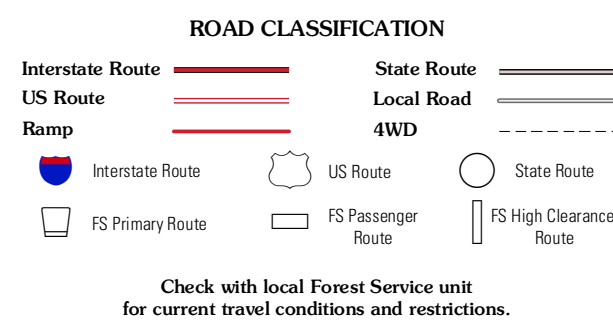 ROAD CLASSIFICATION
Interstate Route
State Route
US Route
Local Road
Ramp
4WD
Interstate Route
US Route
State Route
FS Primary Route
FS Passenger
Route
FS High Clearance
Route
Check with local Forest Service unit
for current travel conditions and restrictions.